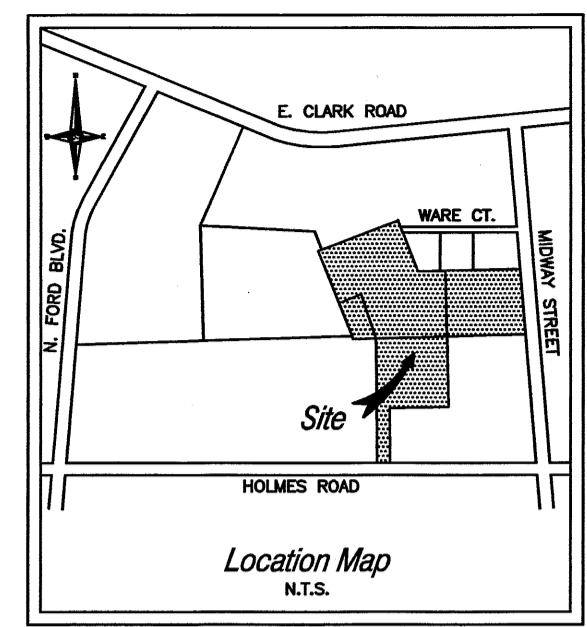 E. CLARK ROAD
WARE CT.
N. FORD BLVD.
MIDWAY STREET
Site
HOLMES ROAD
Location Map
N.T.S.